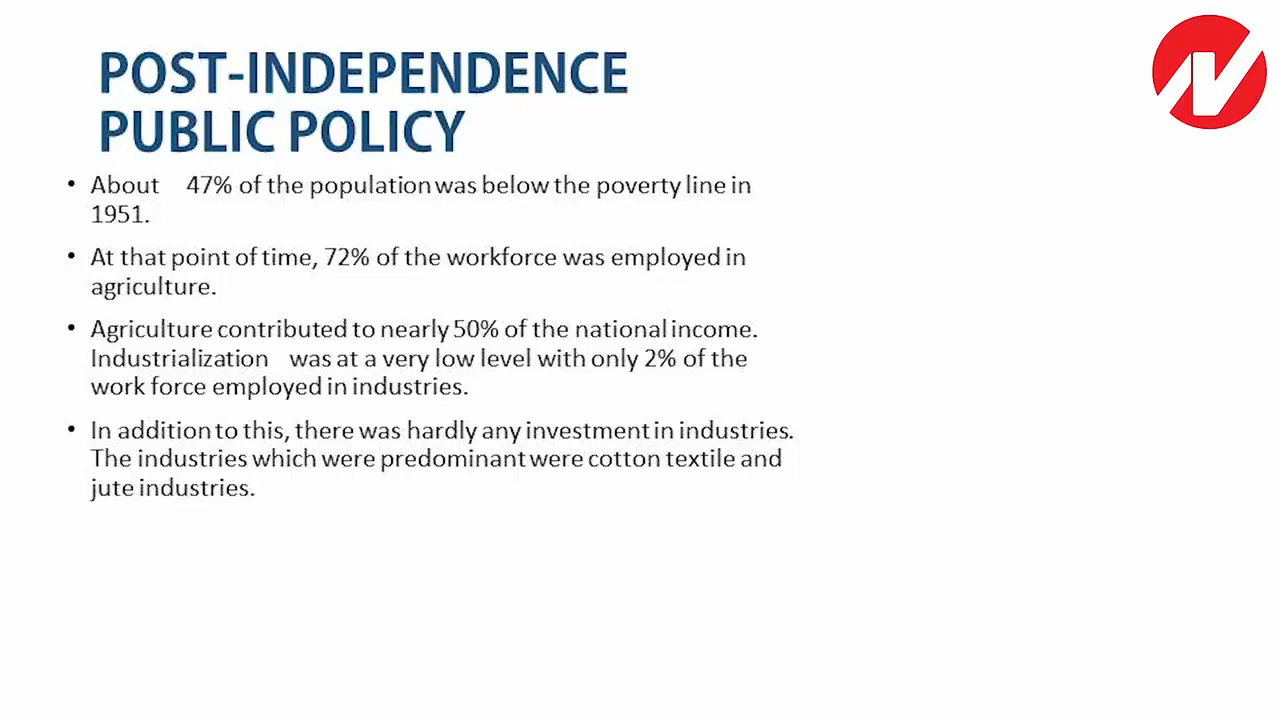 POST-INDEPENDENCE
PUBLIC POLICY
• About 47% of the population was below the poverty line in
1951.
• At that point of time, 72% of the workforce was employed in
agriculture.
• Agriculture contributed to nearly 50% of the national income.
Industrialization was at a very low level with only 2% of the
work force employed in industries.
• In addition to this, there was hardly any investment in industries.
The industries which were predominant were cotton textile and
jute industries.